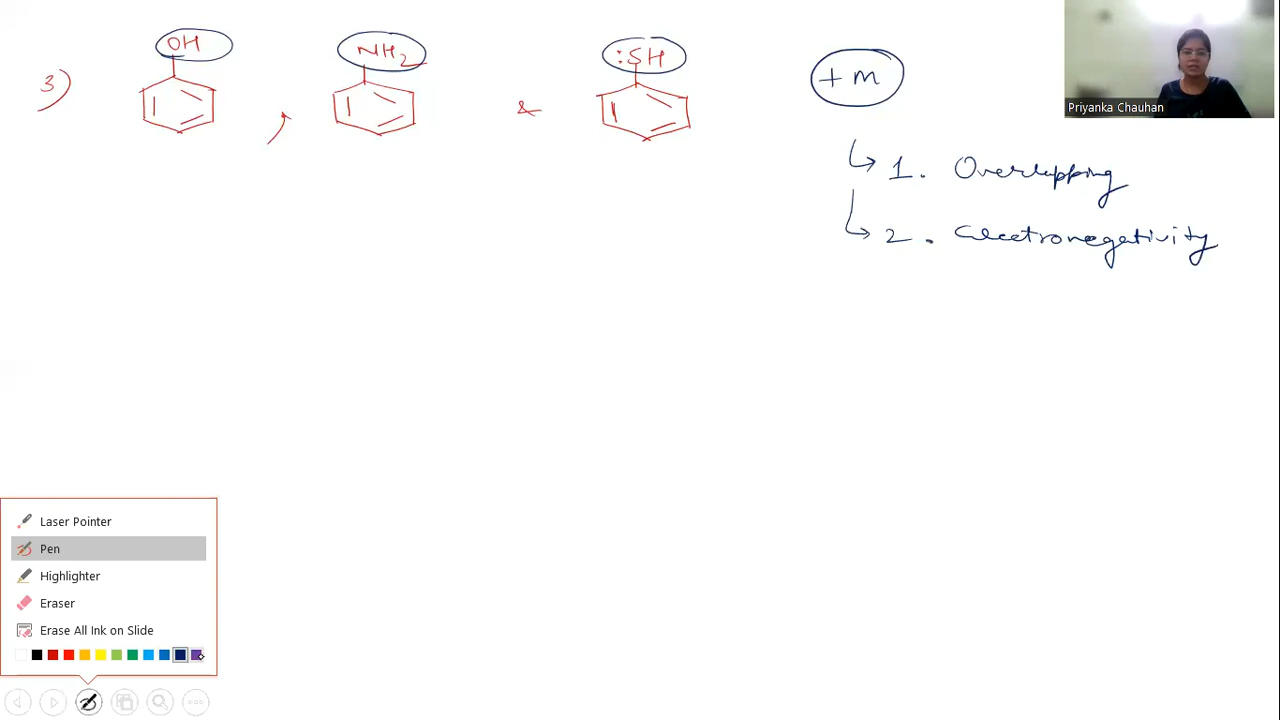 3) OH , NH2 & :SH + m
Priyanka Chauhan
1. Overlapping
2. Electronegativity
Laser Pointer
Pen
Highlighter
Eraser
Erase All Ink on Slide